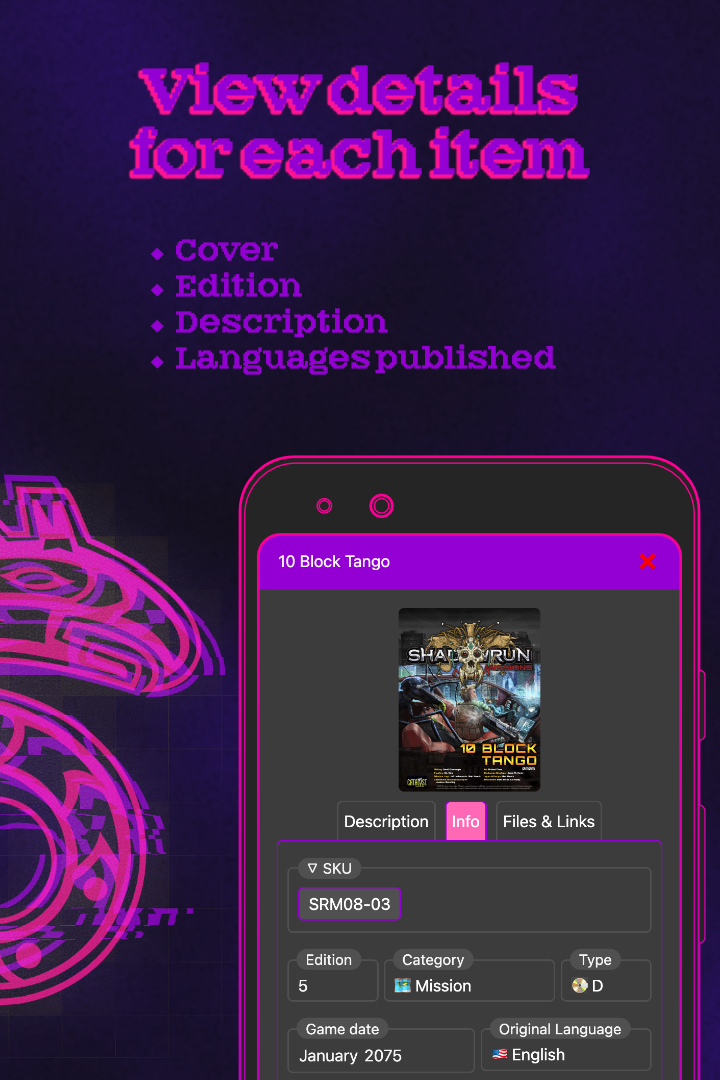 View details
for each item
Cover
Edition
Description
Languages published
10 Block Tango
SHADOWRUN
10 BLOCK
TANGO
CATALYST
Description
Info
Files & Links
∇ SKU
SRM08-03
Edition
Category
Type
5
Mission
D
Game date
Original Language
January 2075
English